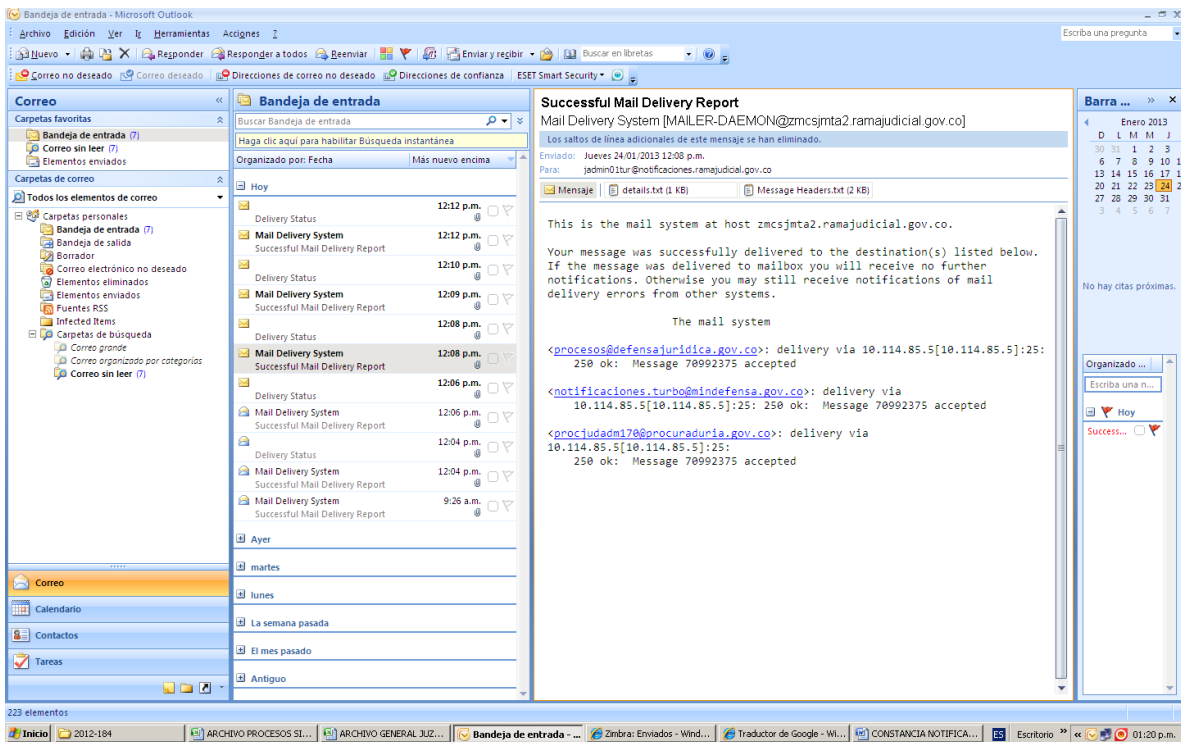 Bandeja de entrada - Microsoft Outlook
Archivo Edición Ver Ir Herramientas Acciones ?
Escriba una pregunta
Nuevo Responder Responder a todos Reenviar Enviar y recibir Buscar en libretas
Correo no deseado Correo deseado Direcciones de correo no deseado Direcciones de confianza ESET Smart Security
Correo «
Carpetas favoritas
Bandeja de entrada (7)
Correo sin leer (7)
Elementos enviados
Carpetas de correo
Todos los elementos de correo
Carpetas personales
Bandeja de entrada (7)
Bandeja de salida
Borrador
Correo electrónico no deseado
Elementos eliminados
Elementos enviados
Fuentes RSS
Infected Items
Carpetas de búsqueda
Correo grande
Correo organizado por categorías
Correo sin leer (7)
Correo
Calendario
Contactos
Tareas
Bandeja de entrada
Buscar Bandeja de entrada
Haga clic aquí para habilitar Búsqueda instantánea
Organizado por: Fecha Más nuevo encima
Hoy
12:12 p.m.
Delivery Status
Mail Delivery System 12:12 p.m.
Successful Mail Delivery Report
12:10 p.m.
Delivery Status
Mail Delivery System 12:09 p.m.
Successful Mail Delivery Report
12:08 p.m.
Delivery Status
Mail Delivery System 12:08 p.m.
Successful Mail Delivery Report
12:06 p.m.
Delivery Status
Mail Delivery System 12:06 p.m.
Successful Mail Delivery Report
12:04 p.m.
Delivery Status
Mail Delivery System 12:04 p.m.
Successful Mail Delivery Report
Mail Delivery System 9:26 a.m.
Successful Mail Delivery Report
Ayer
martes
lunes
La semana pasada
El mes pasado
Antiguo
Successful Mail Delivery Report
Mail Delivery System [MAILER-DAEMON@zmcsjmta2.ramajudicial.gov.co]
Los saltos de línea adicionales de este mensaje se han eliminado.
Enviado: Jueves 24/01/2013 12:08 p.m.
Para: jadmin01tur@notificaciones.ramajudicial.gov.co
Mensaje details.txt (1 KB) Message Headers.txt (2 KB)
This is the mail system at host zmcsjmta2.ramajudicial.gov.co.
Your message was successfully delivered to the destination(s) listed below.
If the message was delivered to mailbox you will receive no further
notifications. Otherwise you may still receive notifications of mail
delivery errors from other systems.
The mail system
<procesos@defensajuridica.gov.co>: delivery via 10.114.85.5[10.114.85.5]:25:
250 ok: Message 70992375 accepted
<notificaciones.turbo@mindefensa.gov.co>: delivery via
10.114.85.5[10.114.85.5]:25: 250 ok: Message 70992375 accepted
<procjudadm170@procuraduria.gov.co>: delivery via
10.114.85.5[10.114.85.5]:25:
250 ok: Message 70992375 accepted
Barra ... » ×
Enero 2013
D L M M J
30 31 1 2 3
6 7 8 9 10 1
13 14 15 16 17 1
20 21 22 23 24 2
27 28 29 30 31
3 4 5 6 7
No hay citas próximas.
Organizado ...
Escriba una n...
Hoy
Success...
223 elementos
Inicio 2012-184 ARCHIVO PROCESOS SI... ARCHIVO GENERAL JUZ... Bandeja de entrada - ... Zimbra: Enviados - Wind... Traductor de Google - Wi... CONSTANCIA NOTIFICA... ES Escritorio » « 01:20 p.m.